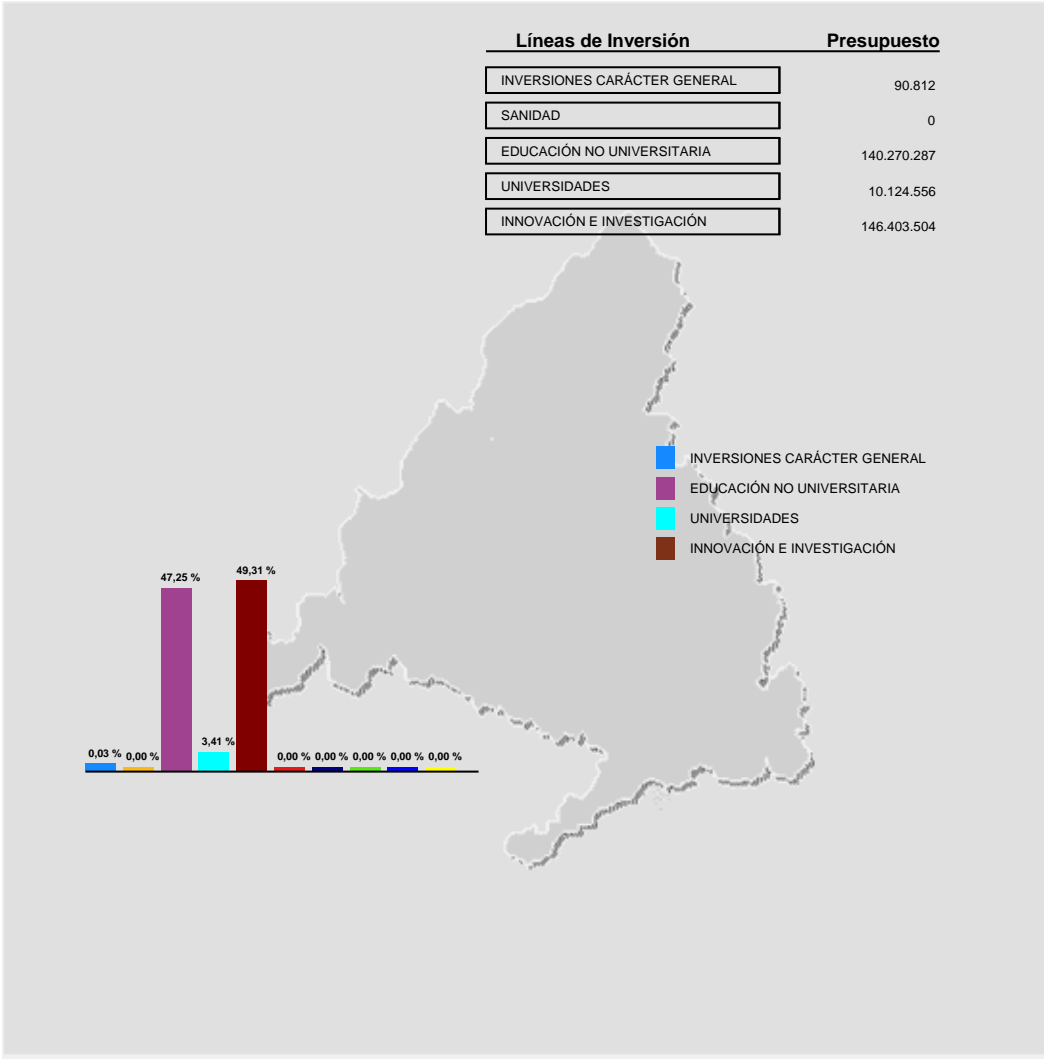 Líneas de Inversión Presupuesto
INVERSIONES CARÁCTER GENERAL 90.812
SANIDAD 0
EDUCACIÓN NO UNIVERSITARIA 140.270.287
UNIVERSIDADES 10.124.556
INNOVACIÓN E INVESTIGACIÓN 146.403.504
INVERSIONES CARÁCTER GENERAL
EDUCACIÓN NO UNIVERSITARIA
UNIVERSIDADES
INNOVACIÓN E INVESTIGACIÓN
0,03 % 0,00 % 47,25 % 3,41 % 49,31 % 0,00 % 0,00 % 0,00 % 0,00 % 0,00 %